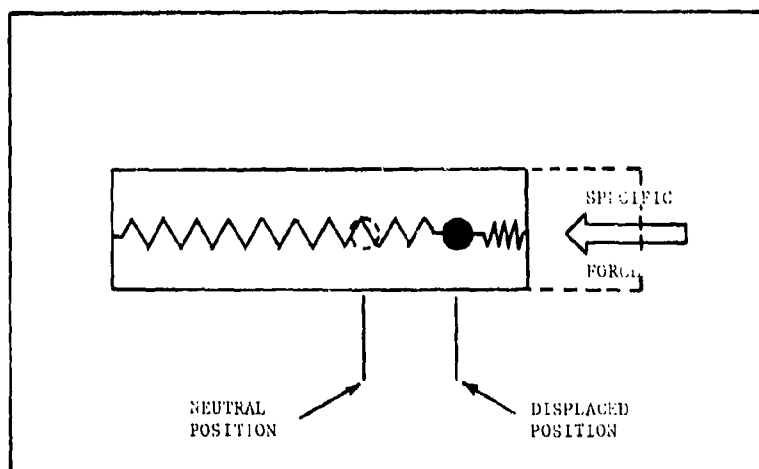 SPECIFIC
FORCE
NEUTRAL
POSITION
DISPLACED
POSITION